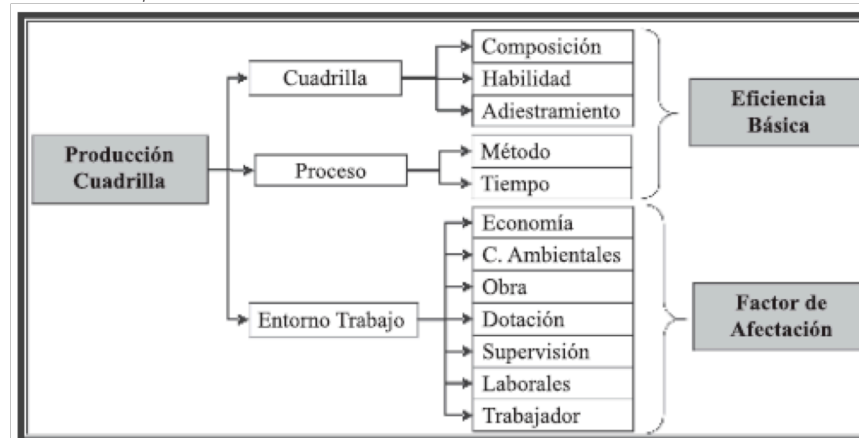 Producción
Cuadrilla
Cuadrilla
Composición
Habilidad
Adiestramiento
Proceso
Método
Tiempo
Entorno Trabajo
Economía
C. Ambientales
Obra
Dotación
Supervisión
Laborales
Trabajador
Eficiencia
Básica
Factor de
Afectación